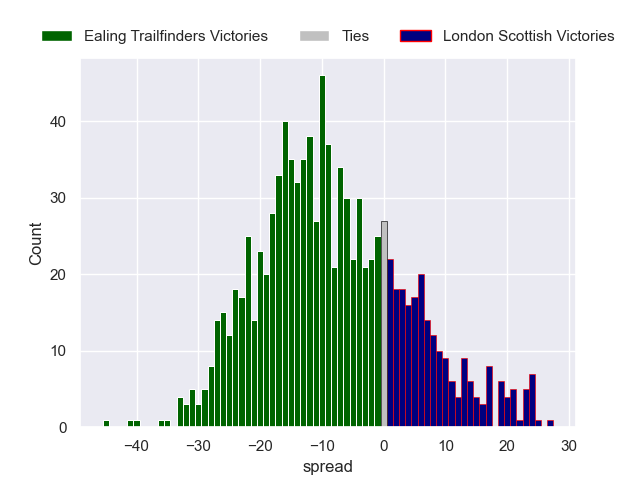 Ealing Trailfinders Victories Ties London Scottish Victories
40
30
20
10
0
Count
−40 −30 −20 −10 0 10 20 30
spread